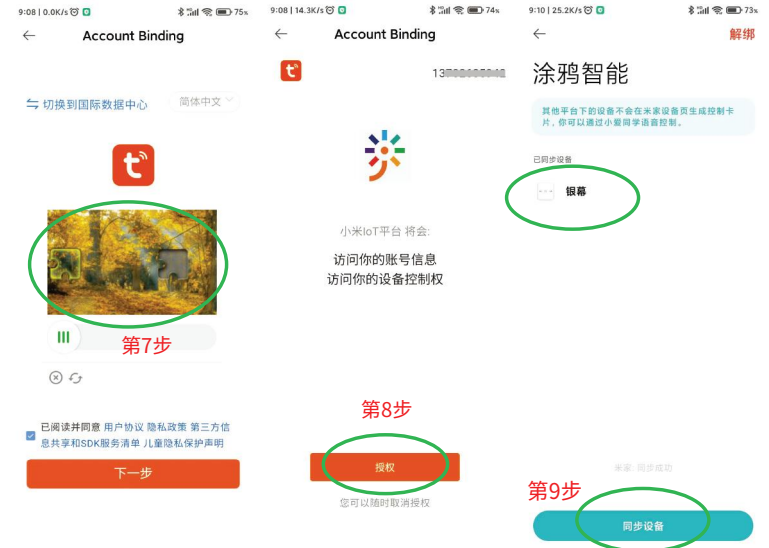 9:08 | 0.0K/s
75%
Account Binding
切换到国际数据中心
简体中文
第7步
已阅读并同意 用户协议 隐私政策 第三方信
息共享和SDK服务清单 儿童隐私保护声明
下一步
9:08 | 14.3K/s
74%
Account Binding
小米IoT平台 将会:
访问你的账号信息
访问你的设备控制权
第8步
授权
您可以随时取消授权
9:10 | 25.2K/s
73%
解绑
涂鸦智能
其他平台下的设备不会在米家设备页生成控制卡
片,你可以通过小爱同学语音控制。
已同步设备
银幕
米家: 同步成功
第9步
同步设备